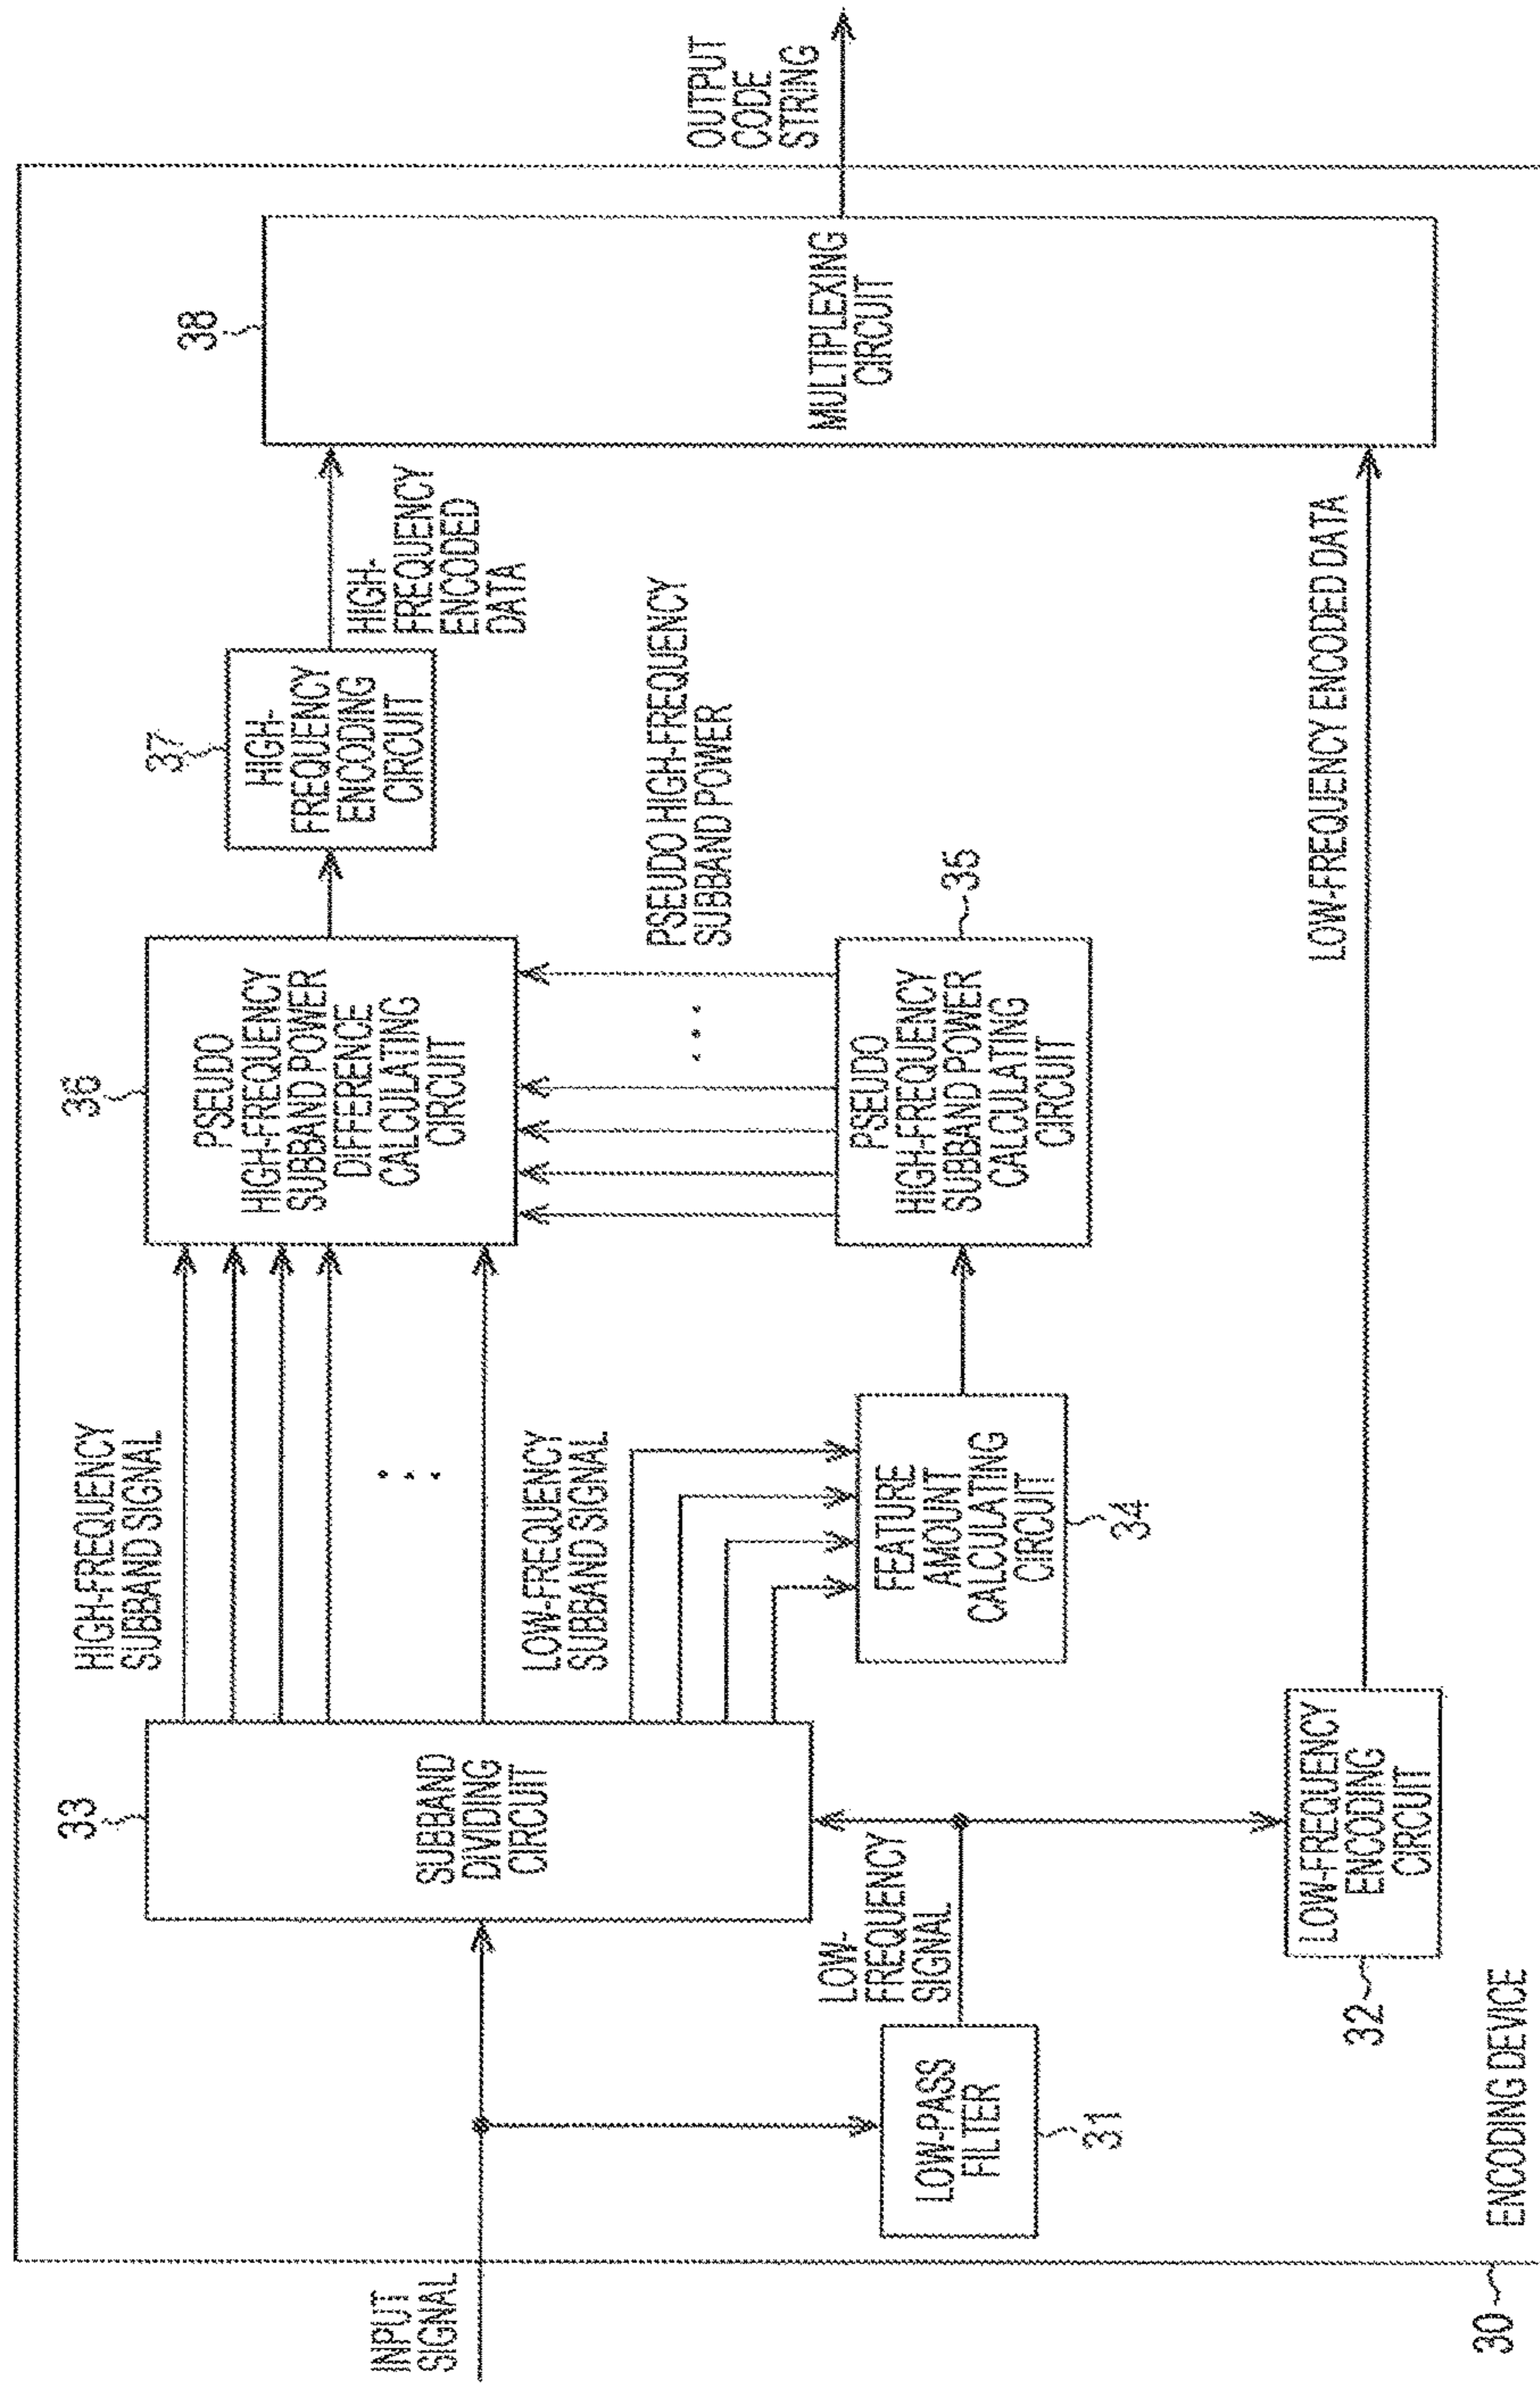 INPUT
SIGNAL
33
SUBBAND
DIVIDING
CIRCUIT
HIGH-FREQUENCY
SUBBAND SIGNAL
36
PSEUDO
HIGH-FREQUENCY
SUBBAND POWER
DIFFERENCE
CALCULATING
CIRCUIT
37
HIGH-
FREQUENCY
ENCODING
CIRCUIT
HIGH-
FREQUENCY
ENCODED
DATA
38
MULTIPLEXING
CIRCUIT
OUTPUT
CODE
STRING
LOW-FREQUENCY
SUBBAND SIGNAL
PSEUDO HIGH-FREQUENCY
SUBBAND POWER
LOW-
FREQUENCY
SIGNAL
LOW-PASS
FILTER
31
FEATURE
AMOUNT
CALCULATING
CIRCUIT
34
PSEUDO
HIGH-FREQUENCY
SUBBAND POWER
CALCULATING
CIRCUIT
35
LOW-FREQUENCY
ENCODING
CIRCUIT
32
LOW-FREQUENCY ENCODED DATA
30
ENCODING DEVICE